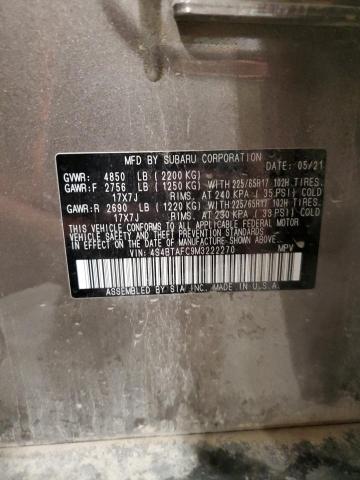 MFD BY SUBARU CORPORATION DATE: 05/21
GVWR: 4850 LB (2200 KG)
GAWR:F 2756 LB (1250 KG) WITH 225/65R17 102H TIRES.
17X7J RIMS. AT 240 KPA ( 35 PSI) COLD
GAWR:R 2690 LB (1220 KG) WITH 225/65R17 102H TIRES.
17X7J RIMS. AT 230 KPA ( 33 PSI) COLD
THIS VEHICLE CONFORMS TO ALL APPLICABLE FEDERAL MOTOR
VEHICLE SAFETY STANDARDS IN EFFECT ON THE DATE OF
MANUFACTURE SHOWN ABOVE.
VIN: 4S4BTAFC9M3222270 MPV
ASSEMBLED BY SIA, INC. MADE IN U.S.A.